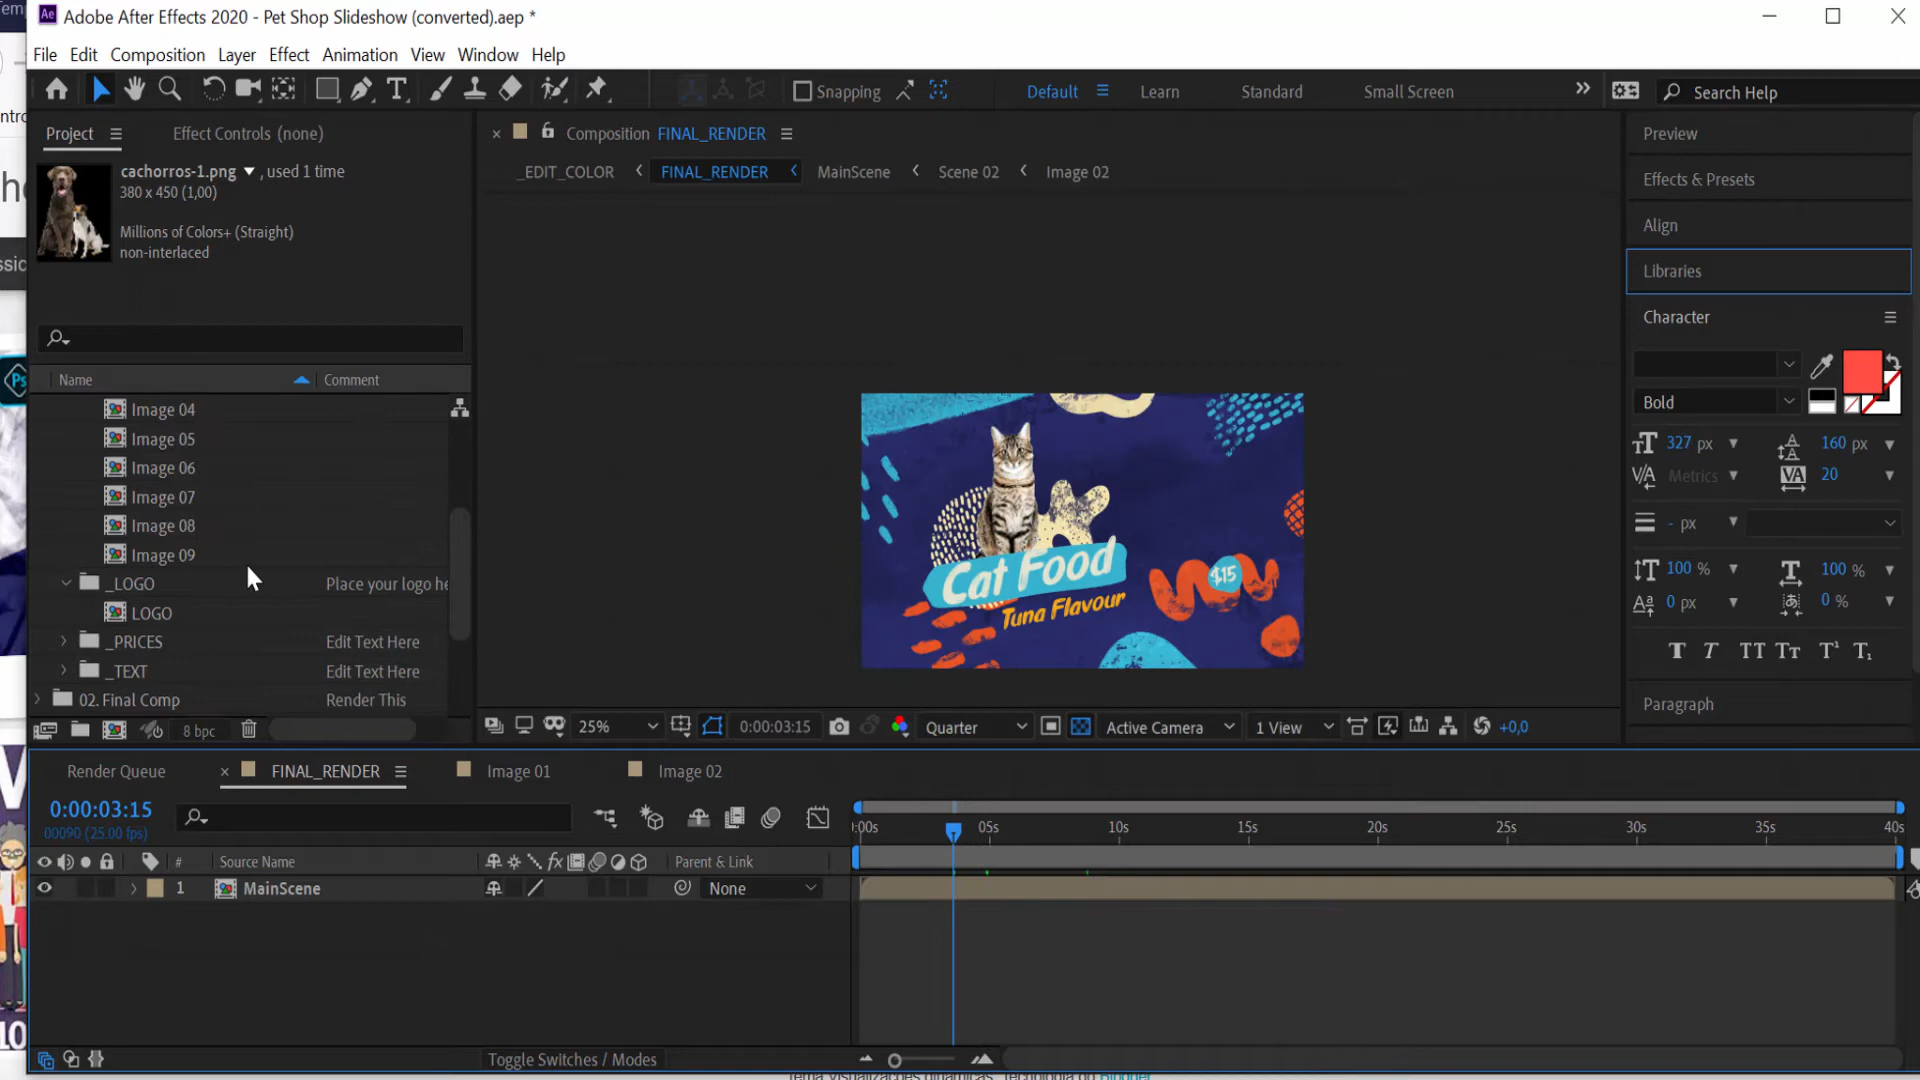 Adobe After Effects 2020 - Pet Shop Slideshow (converted).aep *
File Edit Composition Layer Effect Animation View Window Help
Snapping
Default Learn Standard Small Screen
Search Help
Project
Effect Controls (none)
cachorros-1.png , used 1 time
380 x 450 (1,00)
Millions of Colors+ (Straight)
non-interlaced
Name Comment
Image 04
Image 05
Image 06
Image 07
Image 08
Image 09
_LOGO Place your logo he
LOGO
_PRICES Edit Text Here
_TEXT Edit Text Here
02. Final Comp Render This
8 bpc
Composition FINAL_RENDER
_EDIT_COLOR FINAL_RENDER MainScene Scene 02 Image 02
Cat Food
Tuna Flavour
$15
25% 0:00:03:15 Quarter Active Camera 1 View +0,0
Preview
Effects & Presets
Align
Libraries
Character
Bold
327 px 160 px
Metrics 20
- px
100 % 100 %
0 px 0 %
Paragraph
Render Queue FINAL_RENDER Image 01 Image 02
0:00:03:15
00090 (25.00 fps)
:00s 05s 10s 15s 20s 25s 30s 35s 40s
# Source Name Parent & Link
1 MainScene None
Toggle Switches / Modes
Ps
10